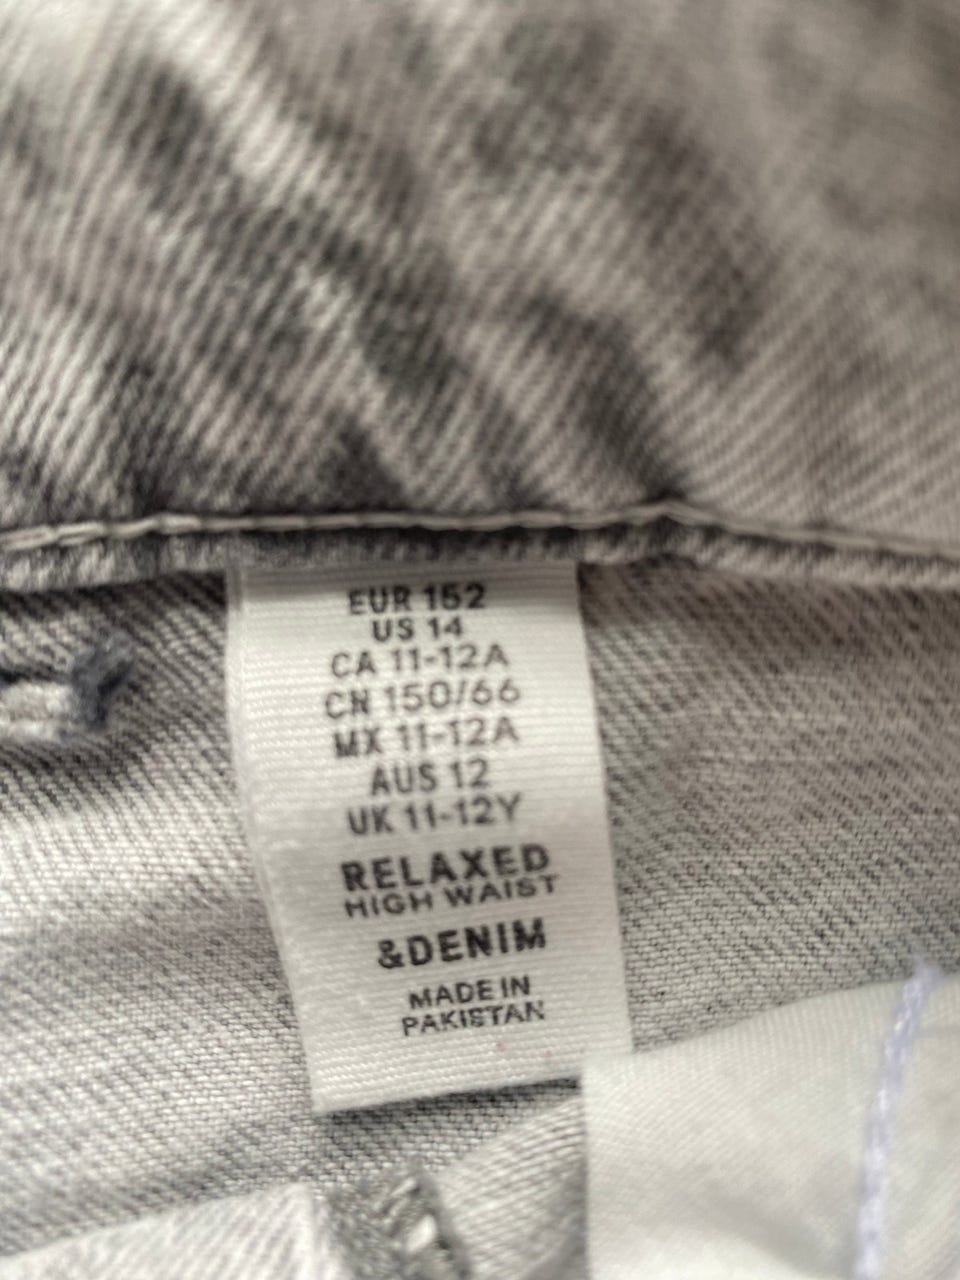 EUR 152
US 14
CA 11-12A
CN 150/66
MX 11-12A
AUS 12
UK 11-12Y
RELAXED
HIGH WAIST
&DENIM
MADE IN
PAKISTAN